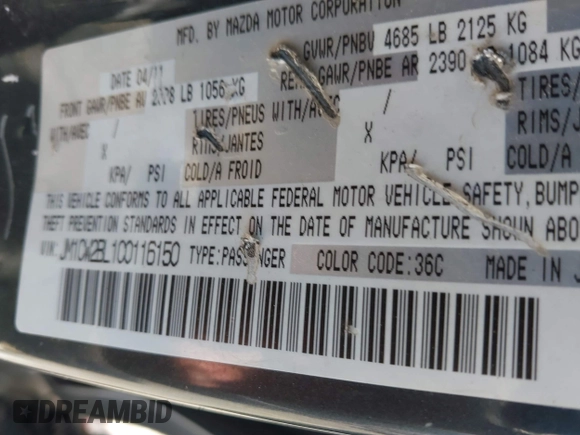 MFD. BY MAZDA MOTOR CORPORATION
DATE 04/11 GVWR/PNBV 4685 LB 2125 KG
FRONT GAWR/PNBE AV LB 1056 KG GAWR/PNBE AR 2390 1084 KG
WITH/AVEC / TIRES/PNEUS WITH/AVEC / TIRES/
X RIMS/JANTES X RIMS/
KPA/ PSI COLD/A FROID KPA/ PSI COLD/A
THIS VEHICLE CONFORMS TO ALL APPLICABLE FEDERAL MOTOR VEHICLE SAFETY, BUMP
THEFT PREVENTION STANDARDS IN EFFECT ON THE DATE OF MANUFACTURE SHOWN ABO
VIN: JM1CW2BL1C0116150 TYPE:PASSENGER COLOR CODE:36C MADE IN J
DREAMBID